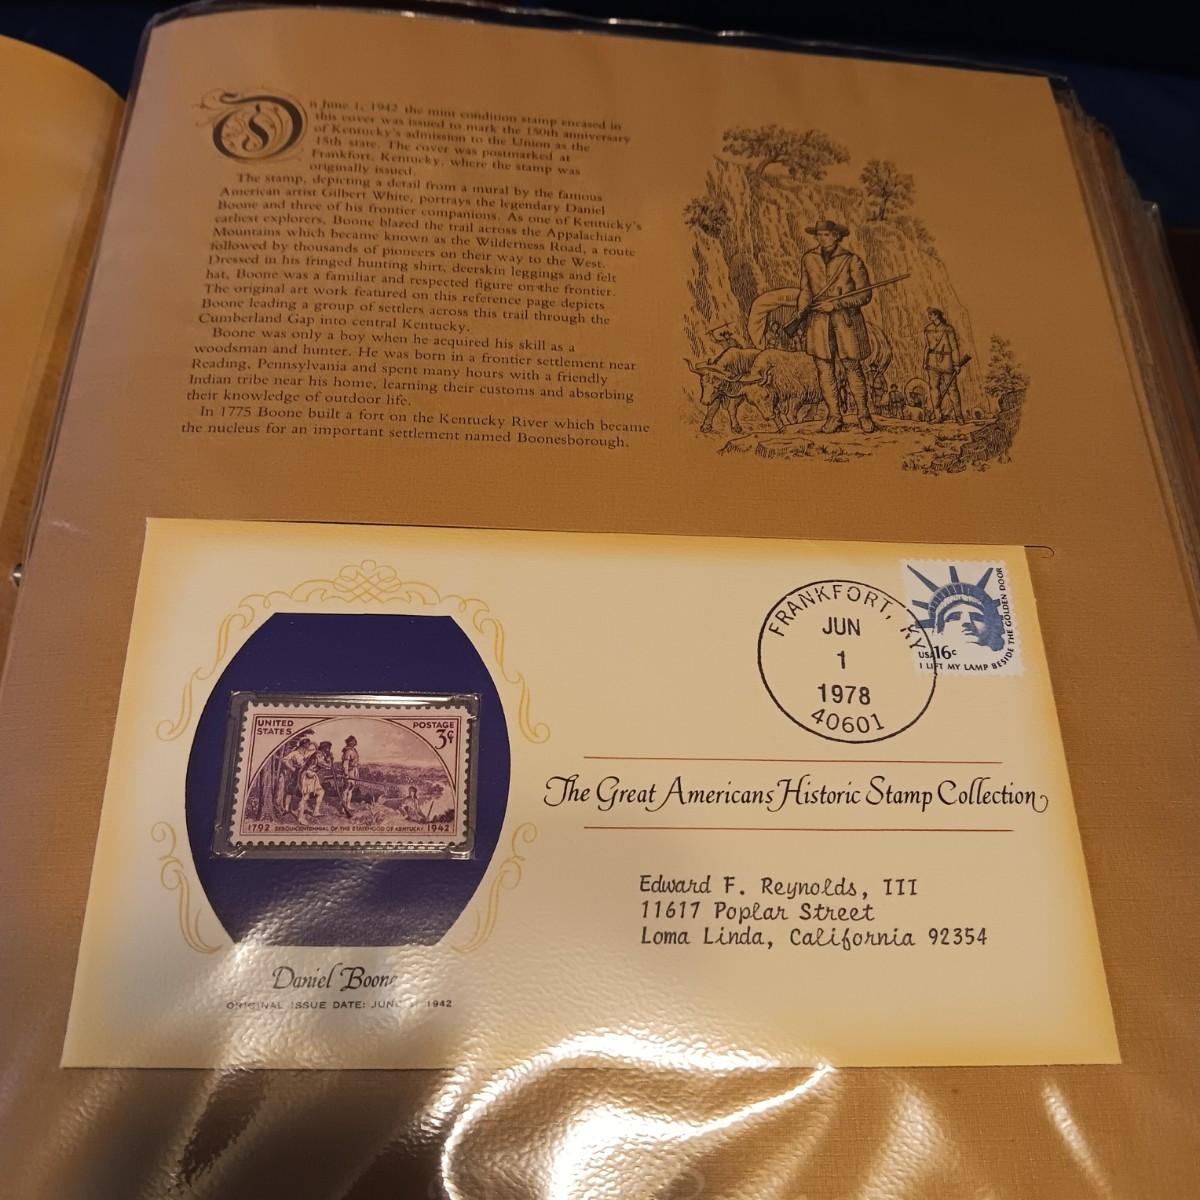 On June 1, 1942 the mint condition stamp encased in
this cover was issued to mark the 150th anniversary
of Kentucky's admission to the Union as the
15th state. The cover was postmarked at
Frankfort, Kentucky, where the stamp was
originally issued.
The stamp, depicting a detail from a mural by the famous
American artist Gilbert White, portrays the legendary Daniel
Boone and three of his frontier companions. As one of Kentucky's
earliest explorers, Boone blazed the trail across the Appalachian
Mountains which became known as the Wilderness Road, a route
followed by thousands of pioneers on their way to the West.
Dressed in his fringed hunting shirt, deerskin leggings and felt
hat, Boone was a familiar and respected figure on the frontier.
The original art work featured on this reference page depicts
Boone leading a group of settlers across this trail through the
Cumberland Gap into central Kentucky.
Boone was only a boy when he acquired his skill as a
woodsman and hunter. He was born in a frontier settlement near
Reading, Pennsylvania and spent many hours with a friendly
Indian tribe near his home, learning their customs and absorbing
their knowledge of outdoor life.
In 1775 Boone built a fort on the Kentucky River which became
the nucleus for an important settlement named Boonesborough.
FRANKFORT, KY
JUN
1
1978
40601
USA 16c
I LIFT MY LAMP BESIDE THE GOLDEN DOOR
UNITED STATES
POSTAGE
3¢
1792 SESQUICENTENNIAL OF THE STATEHOOD OF KENTUCKY 1942
The Great Americans Historic Stamp Collection
Edward F. Reynolds, III
11617 Poplar Street
Loma Linda, California 92354
Daniel Boone
ORIGINAL ISSUE DATE: JUNE 1, 1942